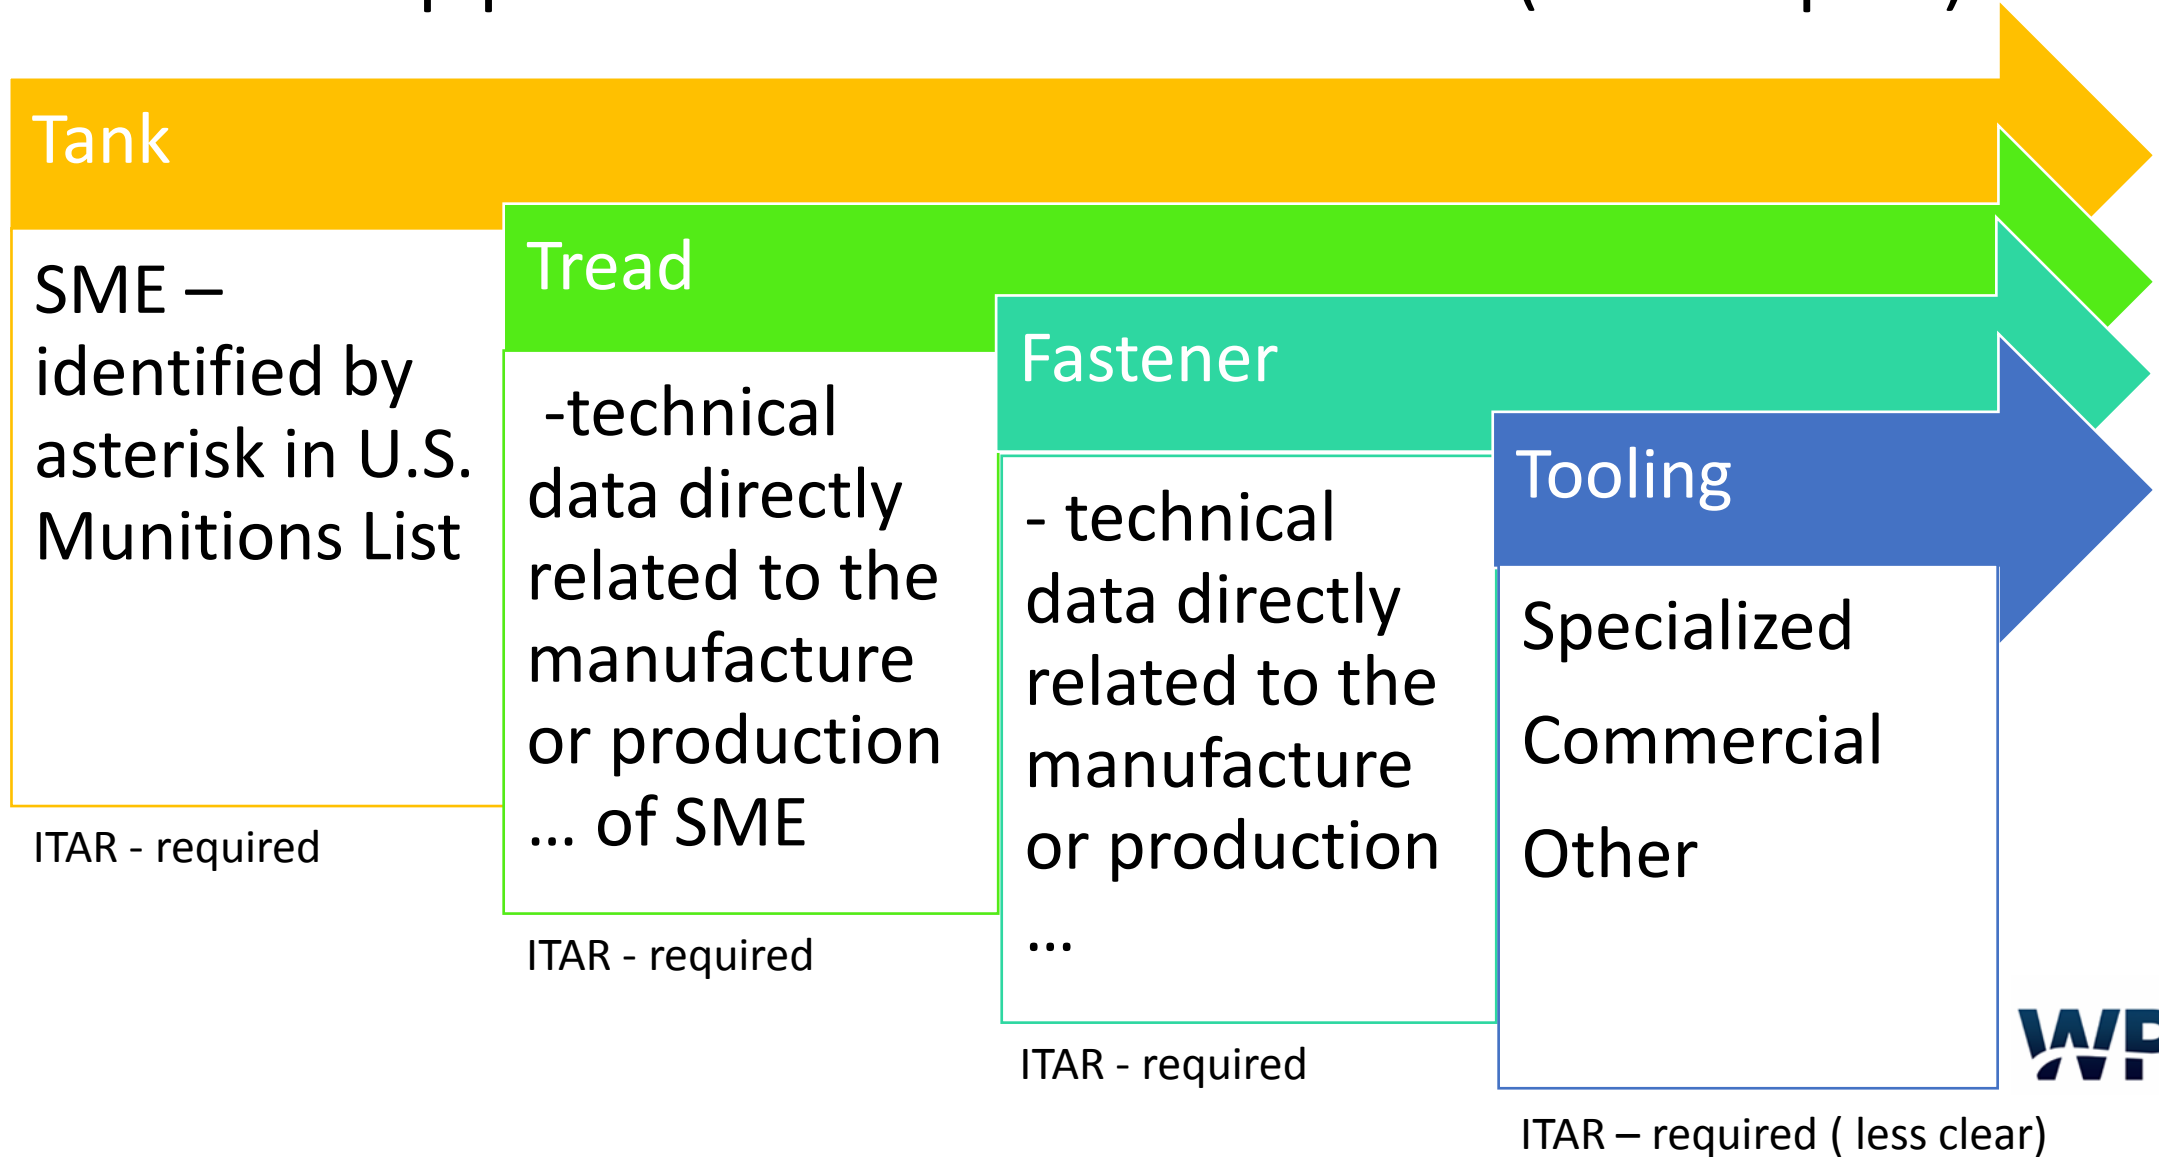 Tank
SME –
identified by
asterisk in U.S.
Munitions List
ITAR - required
Tread
-technical
data directly
related to the
manufacture
or production
... of SME
ITAR - required
Fastener
- technical
data directly
related to the
manufacture
or production
...
ITAR - required
Tooling
Specialized
Commercial
Other
ITAR – required ( less clear)
WP